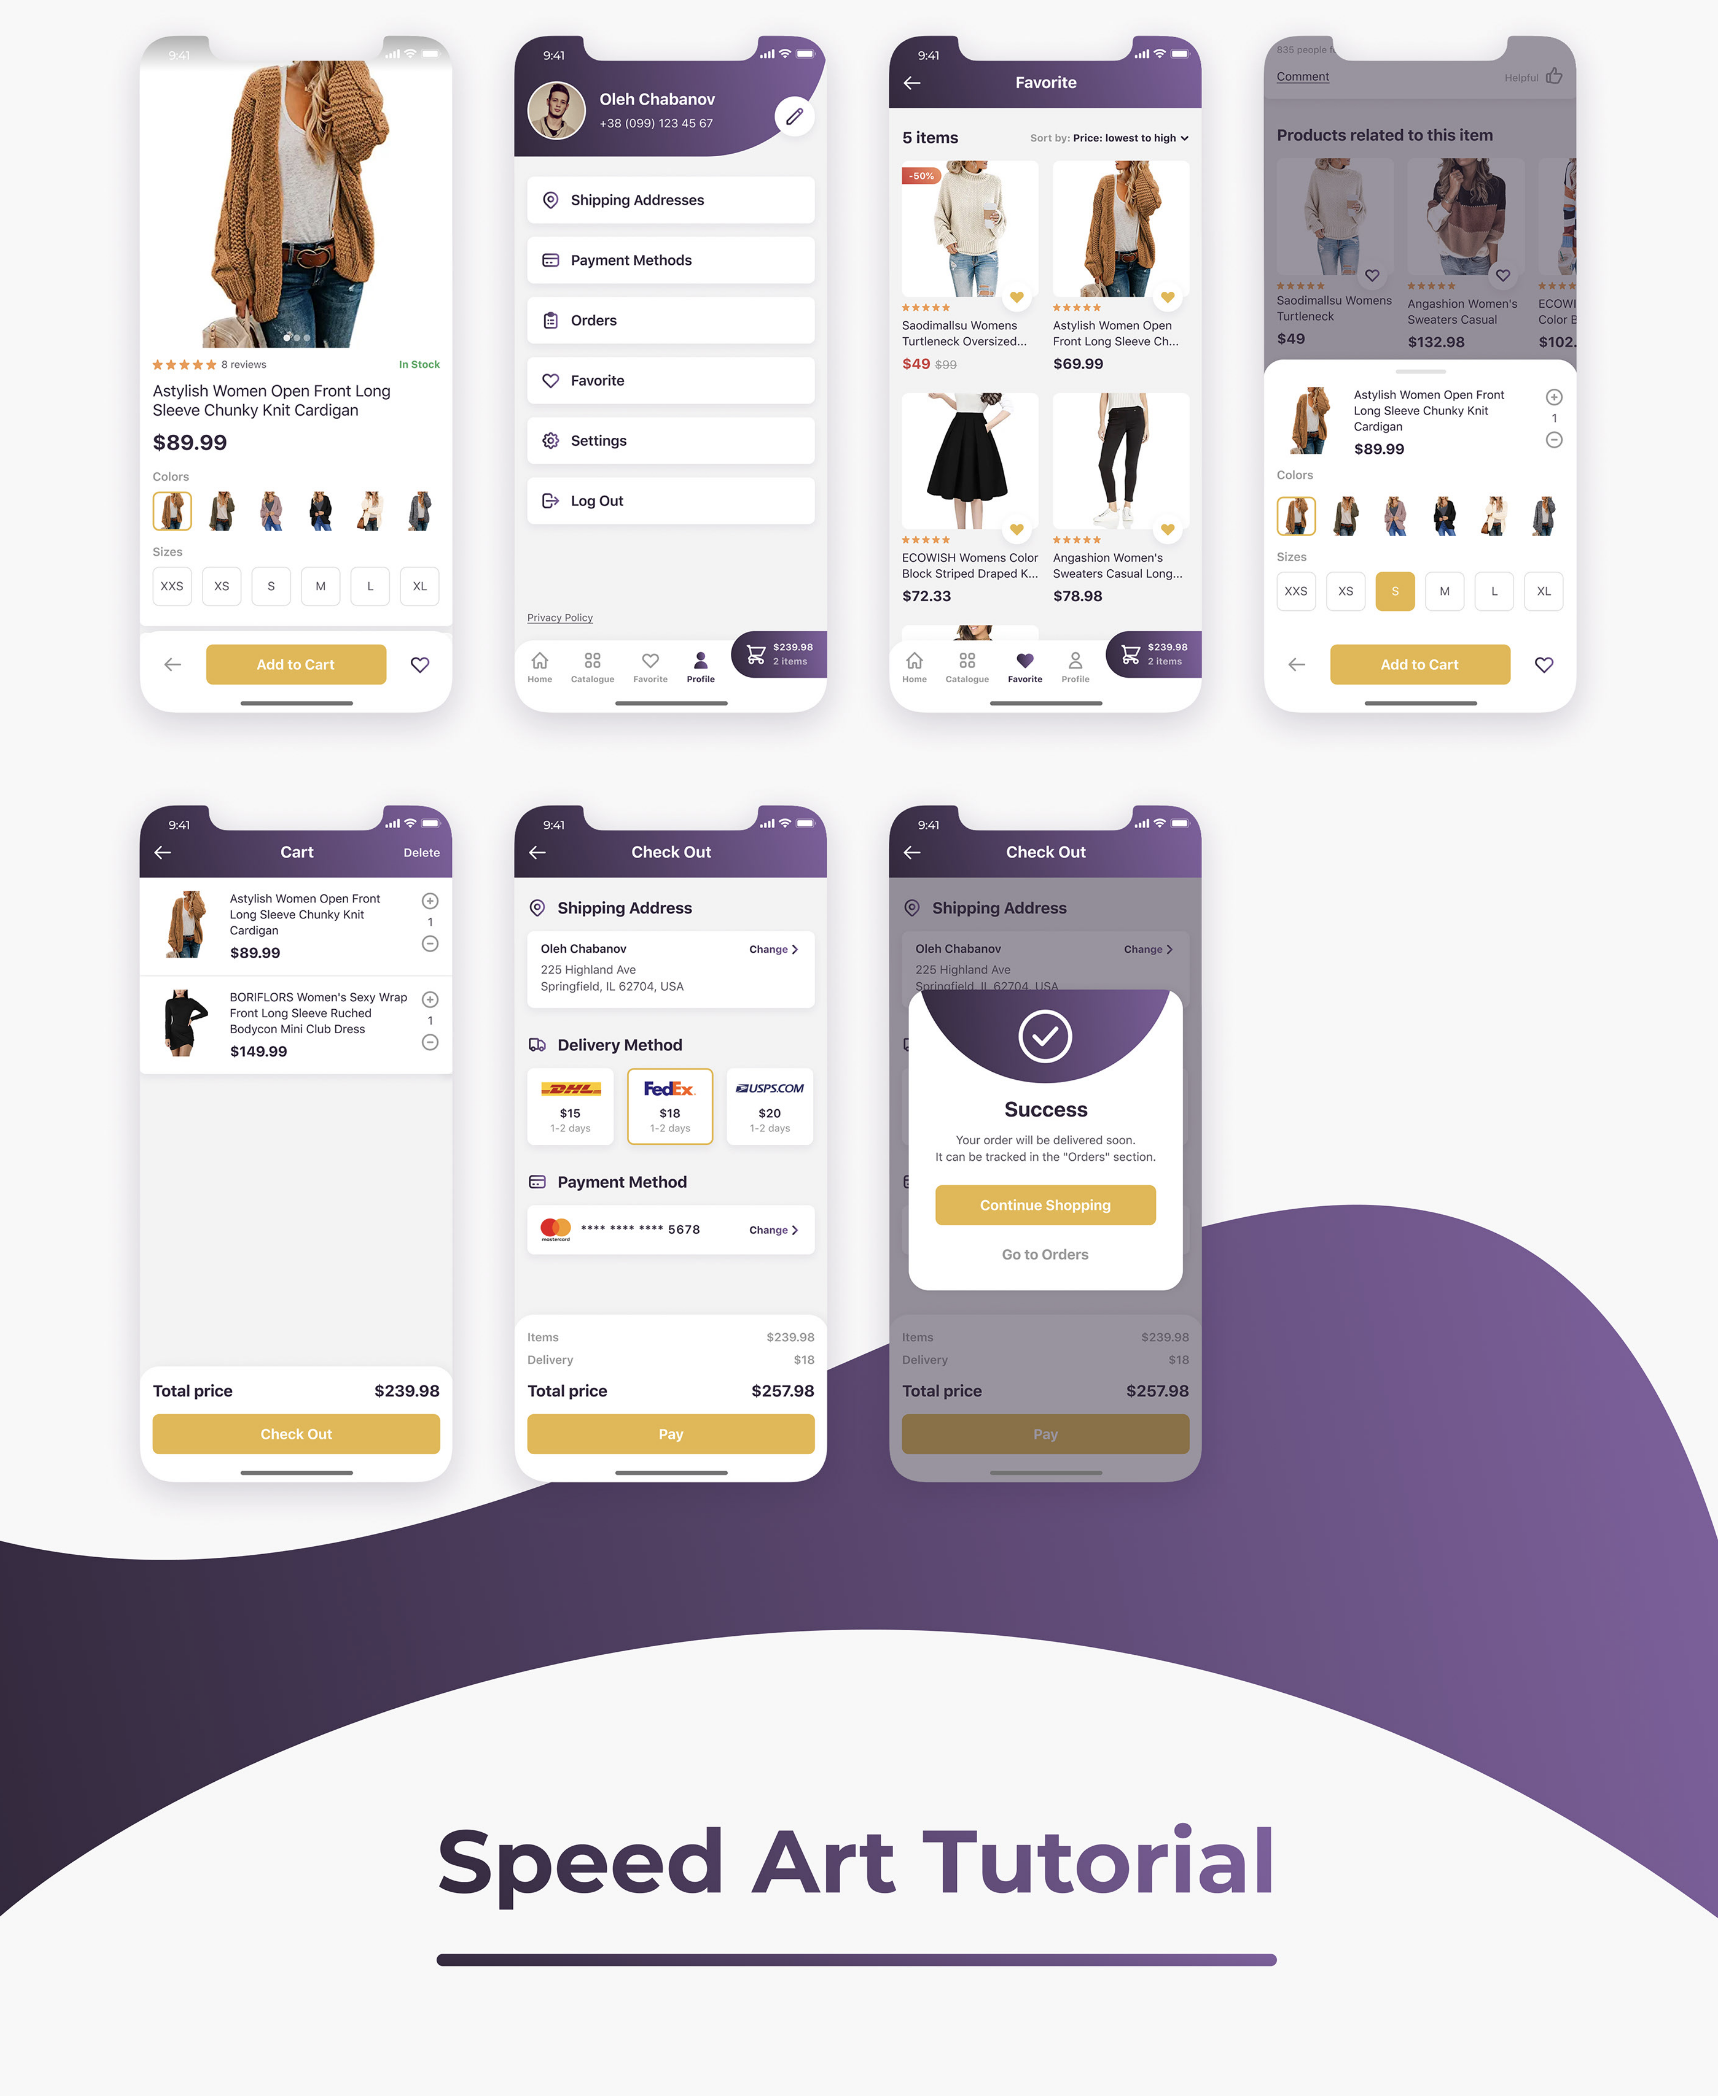 9:41
8 reviews
In Stock
Astylish Women Open Front Long
Sleeve Chunky Knit Cardigan
$89.99
Colors
Sizes
XXS XS S M L XL
Add to Cart
9:41
Oleh Chabanov
+38 (099) 123 45 67
Shipping Addresses
Payment Methods
Orders
Favorite
Settings
Log Out
Privacy Policy
Home Catalogue Favorite Profile
$239.98
2 items
9:41
Favorite
5 items
Sort by: Price: lowest to high
-50%
Saodimallsu Womens
Turtleneck Oversized...
$49 $99
Astylish Women Open
Front Long Sleeve Ch...
$69.99
ECOWISH Womens Color
Block Striped Draped K...
$72.33
Angashion Women's
Sweaters Casual Long...
$78.98
Home Catalogue Favorite Profile
$239.98
2 items
835 people f
Comment
Helpful
Products related to this item
Saodimallsu Womens
Turtleneck
$49
Angashion Women's
Sweaters Casual
$132.98
ECOWI
Color B
$102.
Astylish Women Open Front
Long Sleeve Chunky Knit
Cardigan
$89.99
1
Colors
Sizes
XXS XS S M L XL
Add to Cart
9:41
Cart
Delete
Astylish Women Open Front
Long Sleeve Chunky Knit
Cardigan
$89.99
1
BORIFLORS Women's Sexy Wrap
Front Long Sleeve Ruched
Bodycon Mini Club Dress
$149.99
1
Total price $239.98
Check Out
9:41
Check Out
Shipping Address
Oleh Chabanov
Change
225 Highland Ave
Springfield, IL 62704, USA
Delivery Method
DHL
$15
1-2 days
FedEx
$18
1-2 days
USPS.COM
$20
1-2 days
Payment Method
mastercard
**** **** **** 5678
Change
Items $239.98
Delivery $18
Total price $257.98
Pay
9:41
Check Out
Shipping Address
Oleh Chabanov
Change
225 Highland Ave
Springfield, IL 62704, USA
Success
Your order will be delivered soon.
It can be tracked in the "Orders" section.
Continue Shopping
Go to Orders
Items $239.98
Delivery $18
Total price $257.98
Pay
Speed Art Tutorial